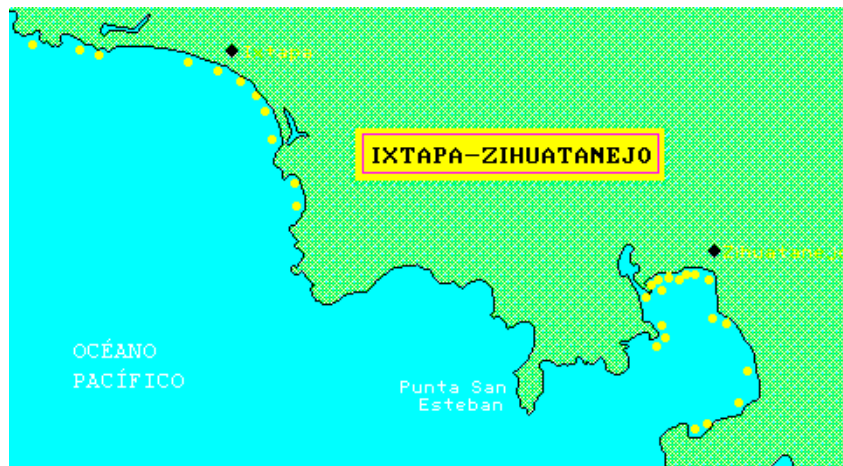 Ixtapa
IXTAPA-ZIHUATANEJO
Zihuatanejo
OCÉANO
PACÍFICO
Punta San
Esteban